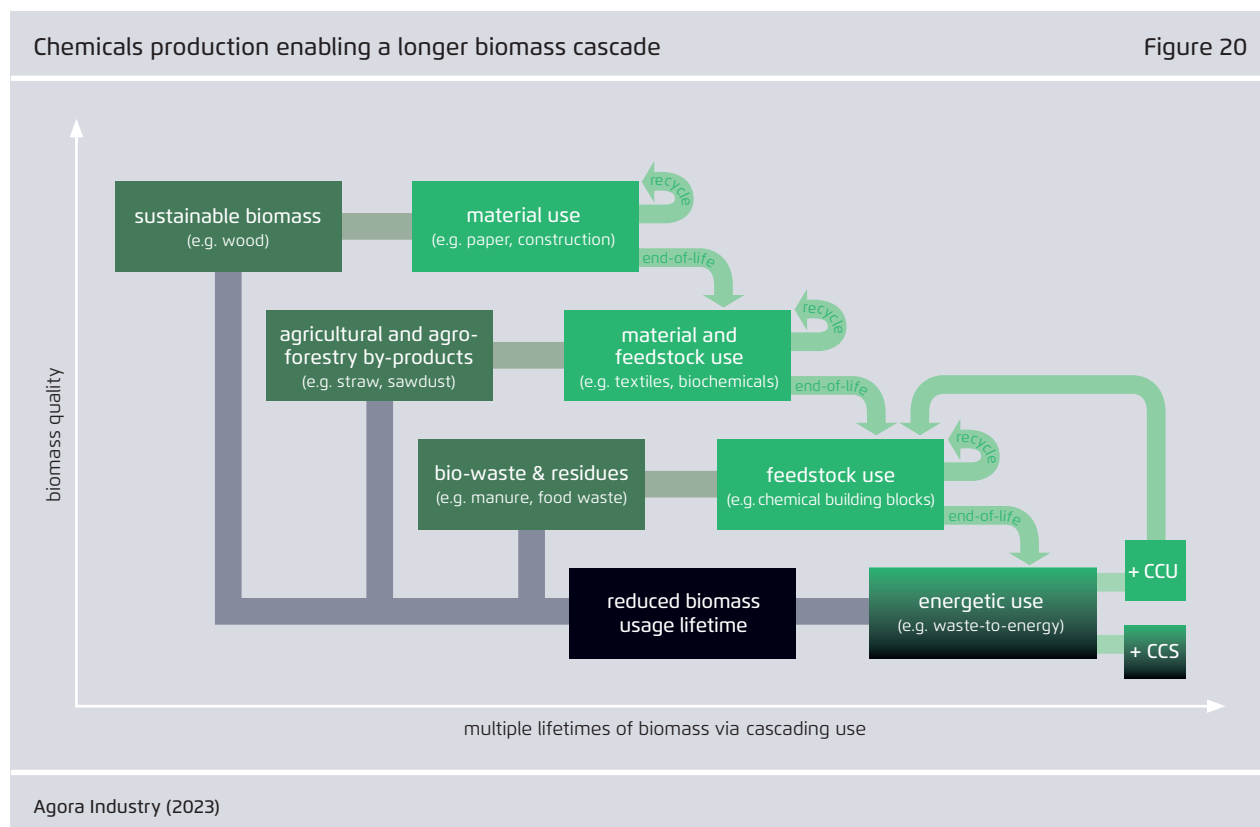 Chemicals production enabling a longer biomass cascade
Figure 20
biomass quality
sustainable biomass
(e.g. wood)
material use
(e.g. paper, construction)
recycle
end-of-life
agricultural and agro-
forestry by-products
(e.g. straw, sawdust)
material and
feedstock use
(e.g. textiles, biochemicals)
recycle
end-of-life
bio-waste & residues
(e.g. manure, food waste)
feedstock use
(e.g. chemical building blocks)
recycle
end-of-life
reduced biomass
usage lifetime
energetic use
(e.g. waste-to-energy)
+ CCU
+ CCS
multiple lifetimes of biomass via cascading use
Agora Industry (2023)